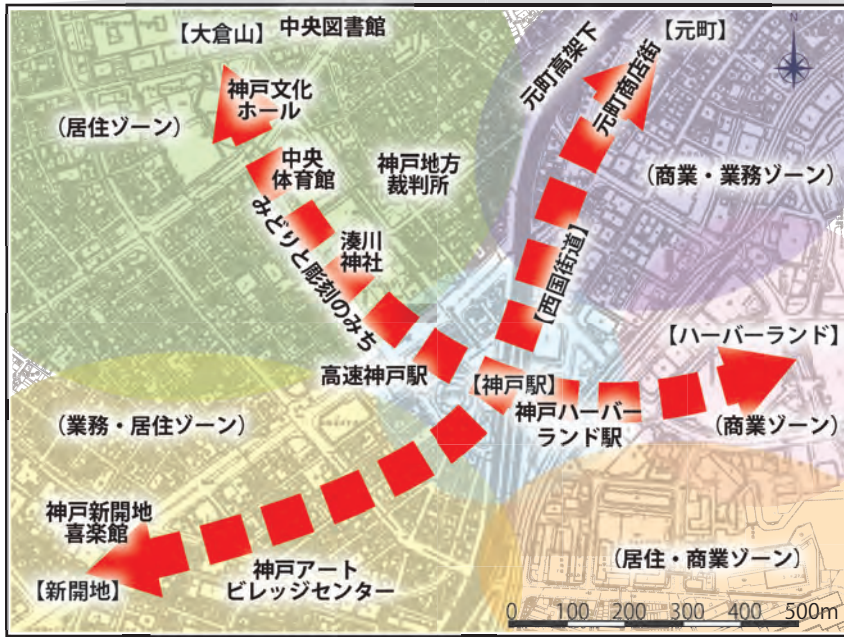 【大倉山】
中央図書館
【元町】
N
元町高架下
元町商店街
神戸文化
ホール
(居住ゾーン)
中央
体育館
神戸地方
裁判所
(商業・業務ゾーン)
みどりと彫刻のみち
湊川
神社
【西国街道】
【ハーバーランド】
高速神戸駅
【神戸駅】
神戸ハーバー
ランド駅
(商業ゾーン)
(業務・居住ゾーン)
神戸新開地
喜楽館
【新開地】
神戸アート
ビレッジセンター
(居住・商業ゾーン)
0 100 200 300 400 500m